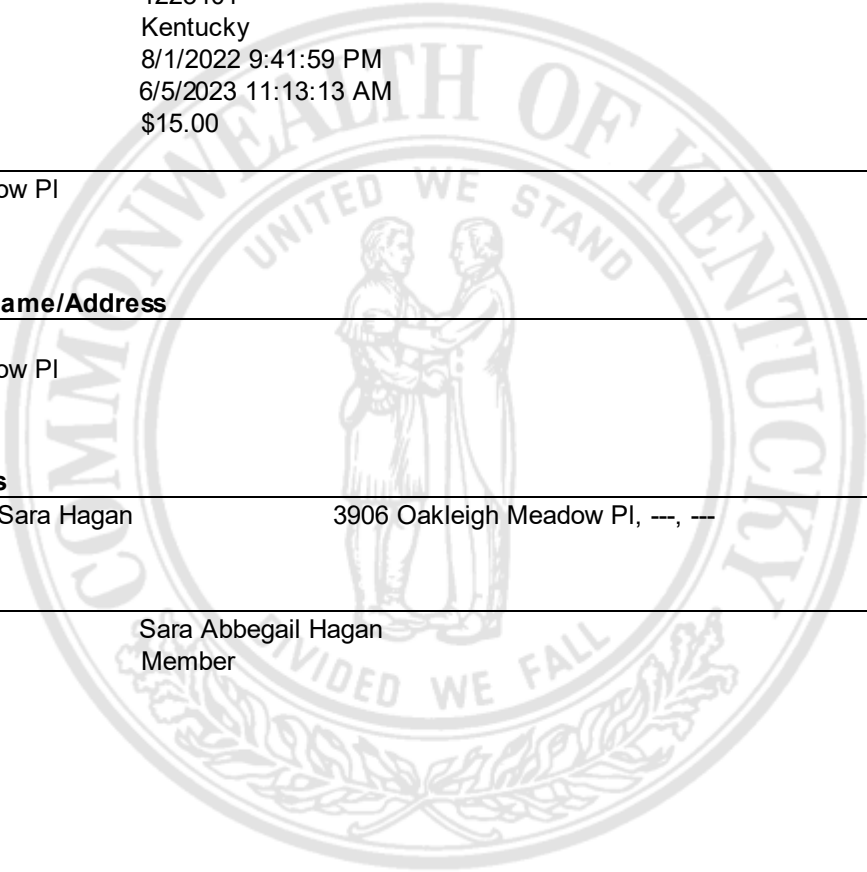 Kentucky
8/1/2022 9:41:59 PM
6/5/2023 11:13:13 AM
$15.00
ow Pl
ame/Address
ow Pl
s
Sara Hagan 3906 Oakleigh Meadow Pl, ---, ---
Sara Abbegail Hagan
Member
COMMONWEALTH OF KENTUCKY
UNITED WE STAND
DIVIDED WE FALL